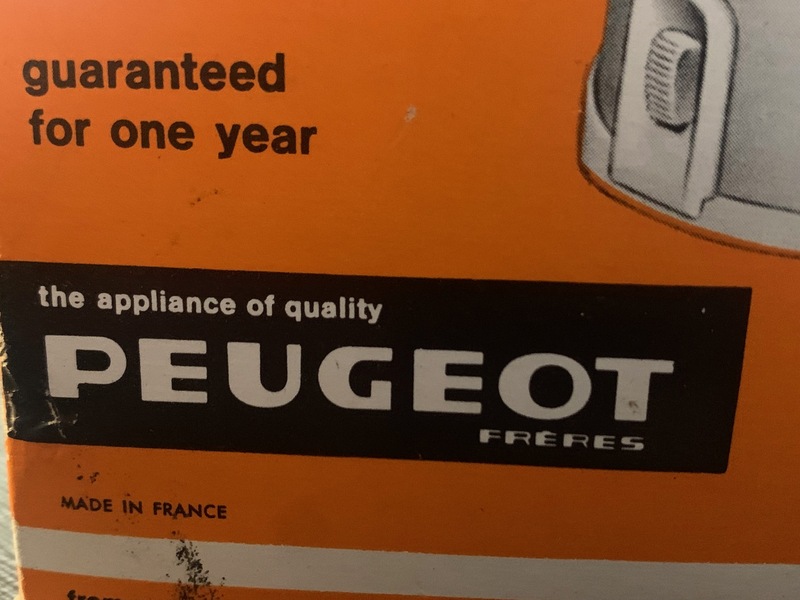 guaranteed
for one year
the appliance of quality
PEUGEOT
FRÈRES
MADE IN FRANCE